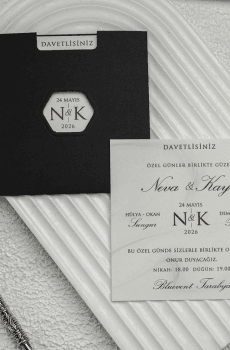 DAVETLİSİNİZ
24 MAYIS
N&K
2026
DAVETLİSİNİZ
ÖZEL GÜNLER BİRLİKTE GÜZE
Neva & Kay
24 MAYIS
HÜLYA - OKAN
N&K
Sungur
2026
BU ÖZEL GÜNDE SİZLERLE BİRLİKTE O
ONUR DUYACAĞIZ.
NİKAH: 18.00 DÜĞÜN: 19.0